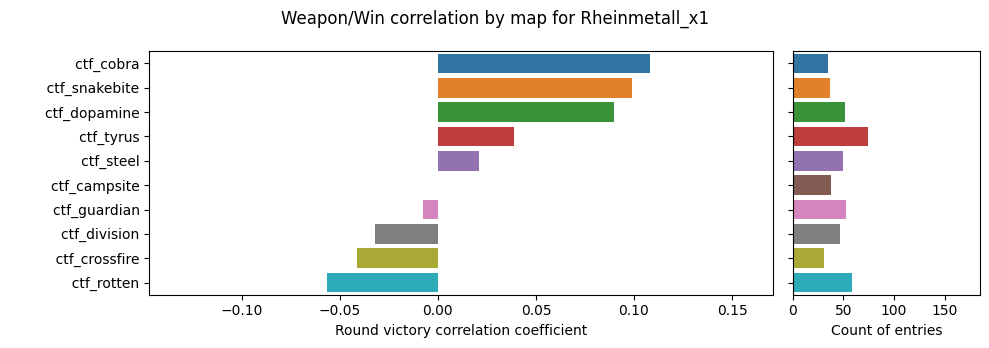 Weapon/Win correlation by map for Rheinmetall_x1
ctf_cobra
ctf_snakebite
ctf_dopamine
ctf_tyrus
ctf_steel
ctf_campsite
ctf_guardian
ctf_division
ctf_crossfire
ctf_rotten
−0.10 −0.05 0.00 0.05 0.10 0.15
Round victory correlation coefficient
0 50 100 150
Count of entries